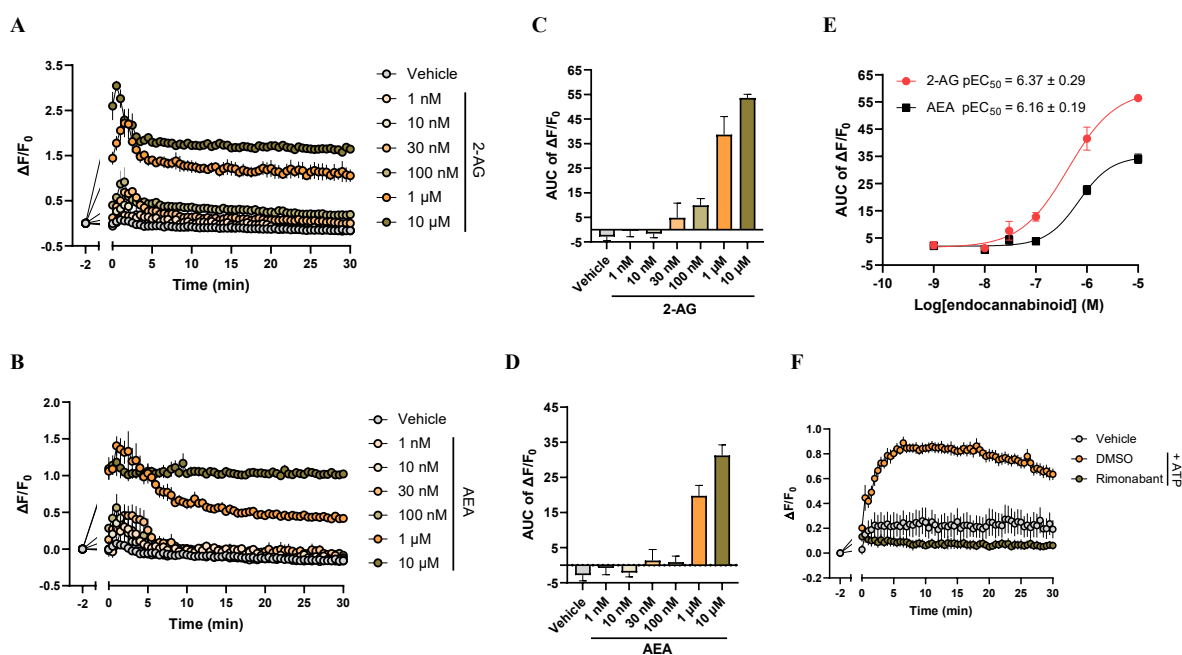 A
ΔF/F0
3.5
2.5
1.5
0.5
-0.5
-2
0
5
10
15
20
25
30
Time (min)
Vehicle
1 nM
10 nM
30 nM
100 nM
1 µM
10 µM
2-AG
C
AUC of ΔF/F0
65
55
45
35
25
15
5
-5
Vehicle
1 nM
10 nM
30 nM
100 nM
1 µM
10 µM
2-AG
E
2-AG pEC50 = 6.37 ± 0.29
AEA pEC50 = 6.16 ± 0.19
AUC of ΔF/F0
65
55
45
35
25
15
5
-5
-10
-9
-8
-7
-6
-5
Log[endocannabinoid] (M)
B
ΔF/F0
2.0
1.5
1.0
0.5
0.0
-0.5
-2
0
5
10
15
20
25
30
Time (min)
Vehicle
1 nM
10 nM
30 nM
100 nM
1 µM
10 µM
AEA
D
AUC of ΔF/F0
45
35
25
15
5
-5
Vehicle
1 nM
10 nM
30 nM
100 nM
1 µM
10 µM
AEA
F
ΔF/F0
1.0
0.8
0.6
0.4
0.2
0.0
-0.2
-2
0
5
10
15
20
25
30
Time (min)
Vehicle
DMSO
Rimonabant
+ ATP